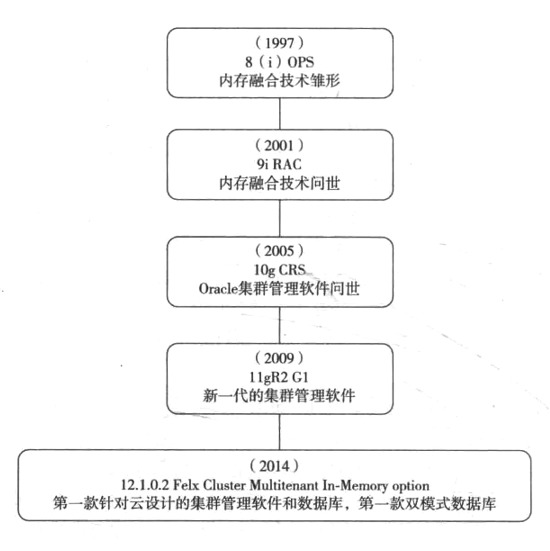 (1997)
8(i)OPS
内存融合技术雏形
(2001)
9i RAC
内存融合技术问世
(2005)
10g CRS
Oracle集群管理软件问世
(2009)
11gR2 G1
新一代的集群管理软件
(2014)
12.1.0.2 Felx Cluster Multitenant In-Memory option
第一款针对云设计的集群管理软件和数据库，第一款双模式数据库